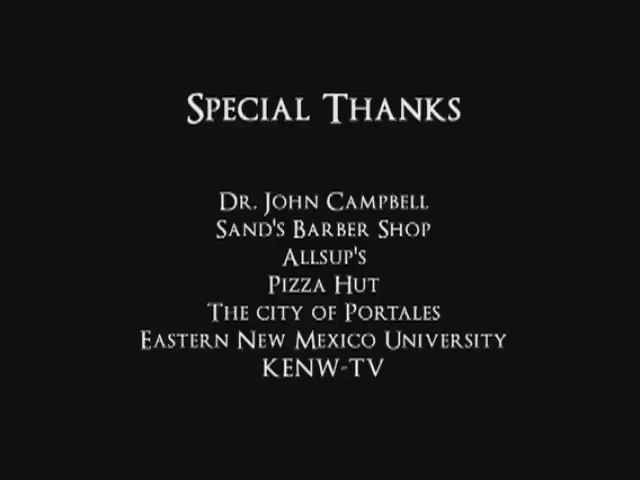 Special Thanks
Dr. John Campbell
Sand's Barber Shop
Allsup's
Pizza Hut
The city of Portales
Eastern New Mexico University
KENW-TV